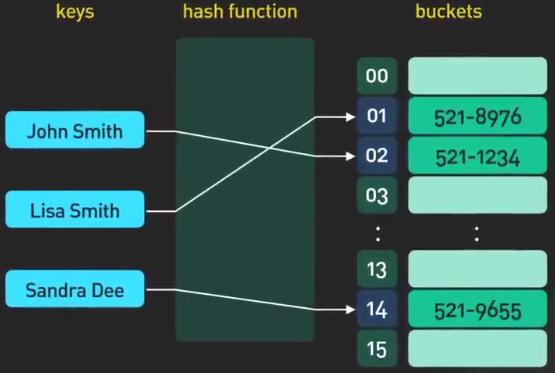 keys
hash function
buckets
John Smith
Lisa Smith
Sandra Dee
00
01 521-8976
02 521-1234
03
:
:
13
14 521-9655
15